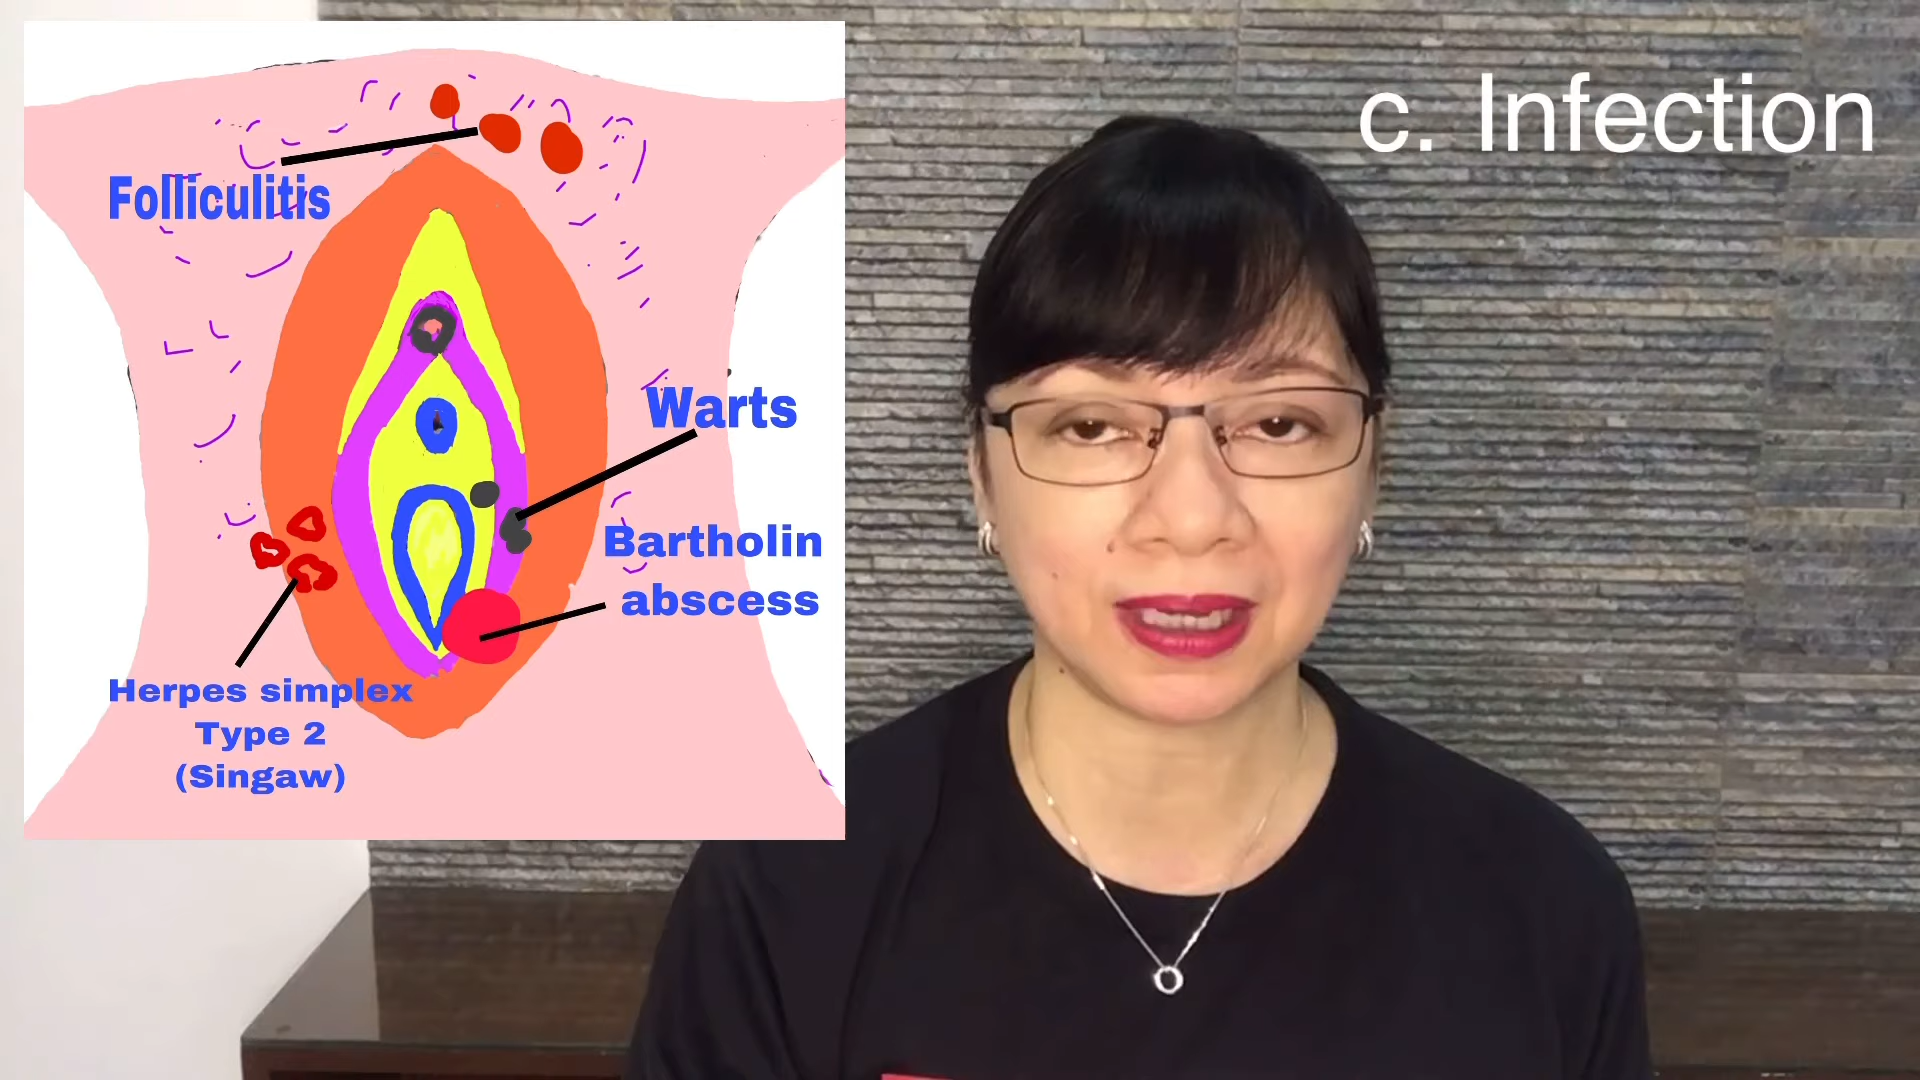 c. Infection
Folliculitis
Warts
Bartholin
abscess
Herpes simplex
Type 2
(Singaw)